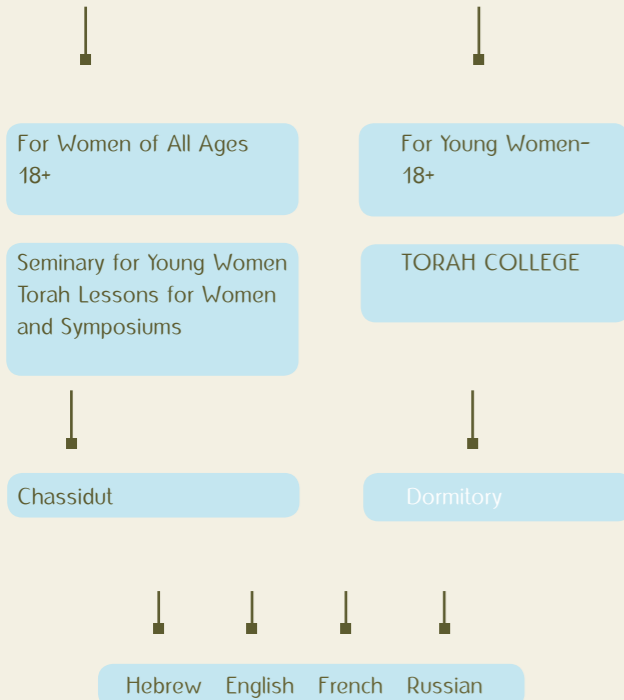 For Women of All Ages
18+
For Young Women-
18+
Seminary for Young Women
Torah Lessons for Women
and Symposiums
TORAH COLLEGE
Chassidut
Dormitory
Hebrew English French Russian